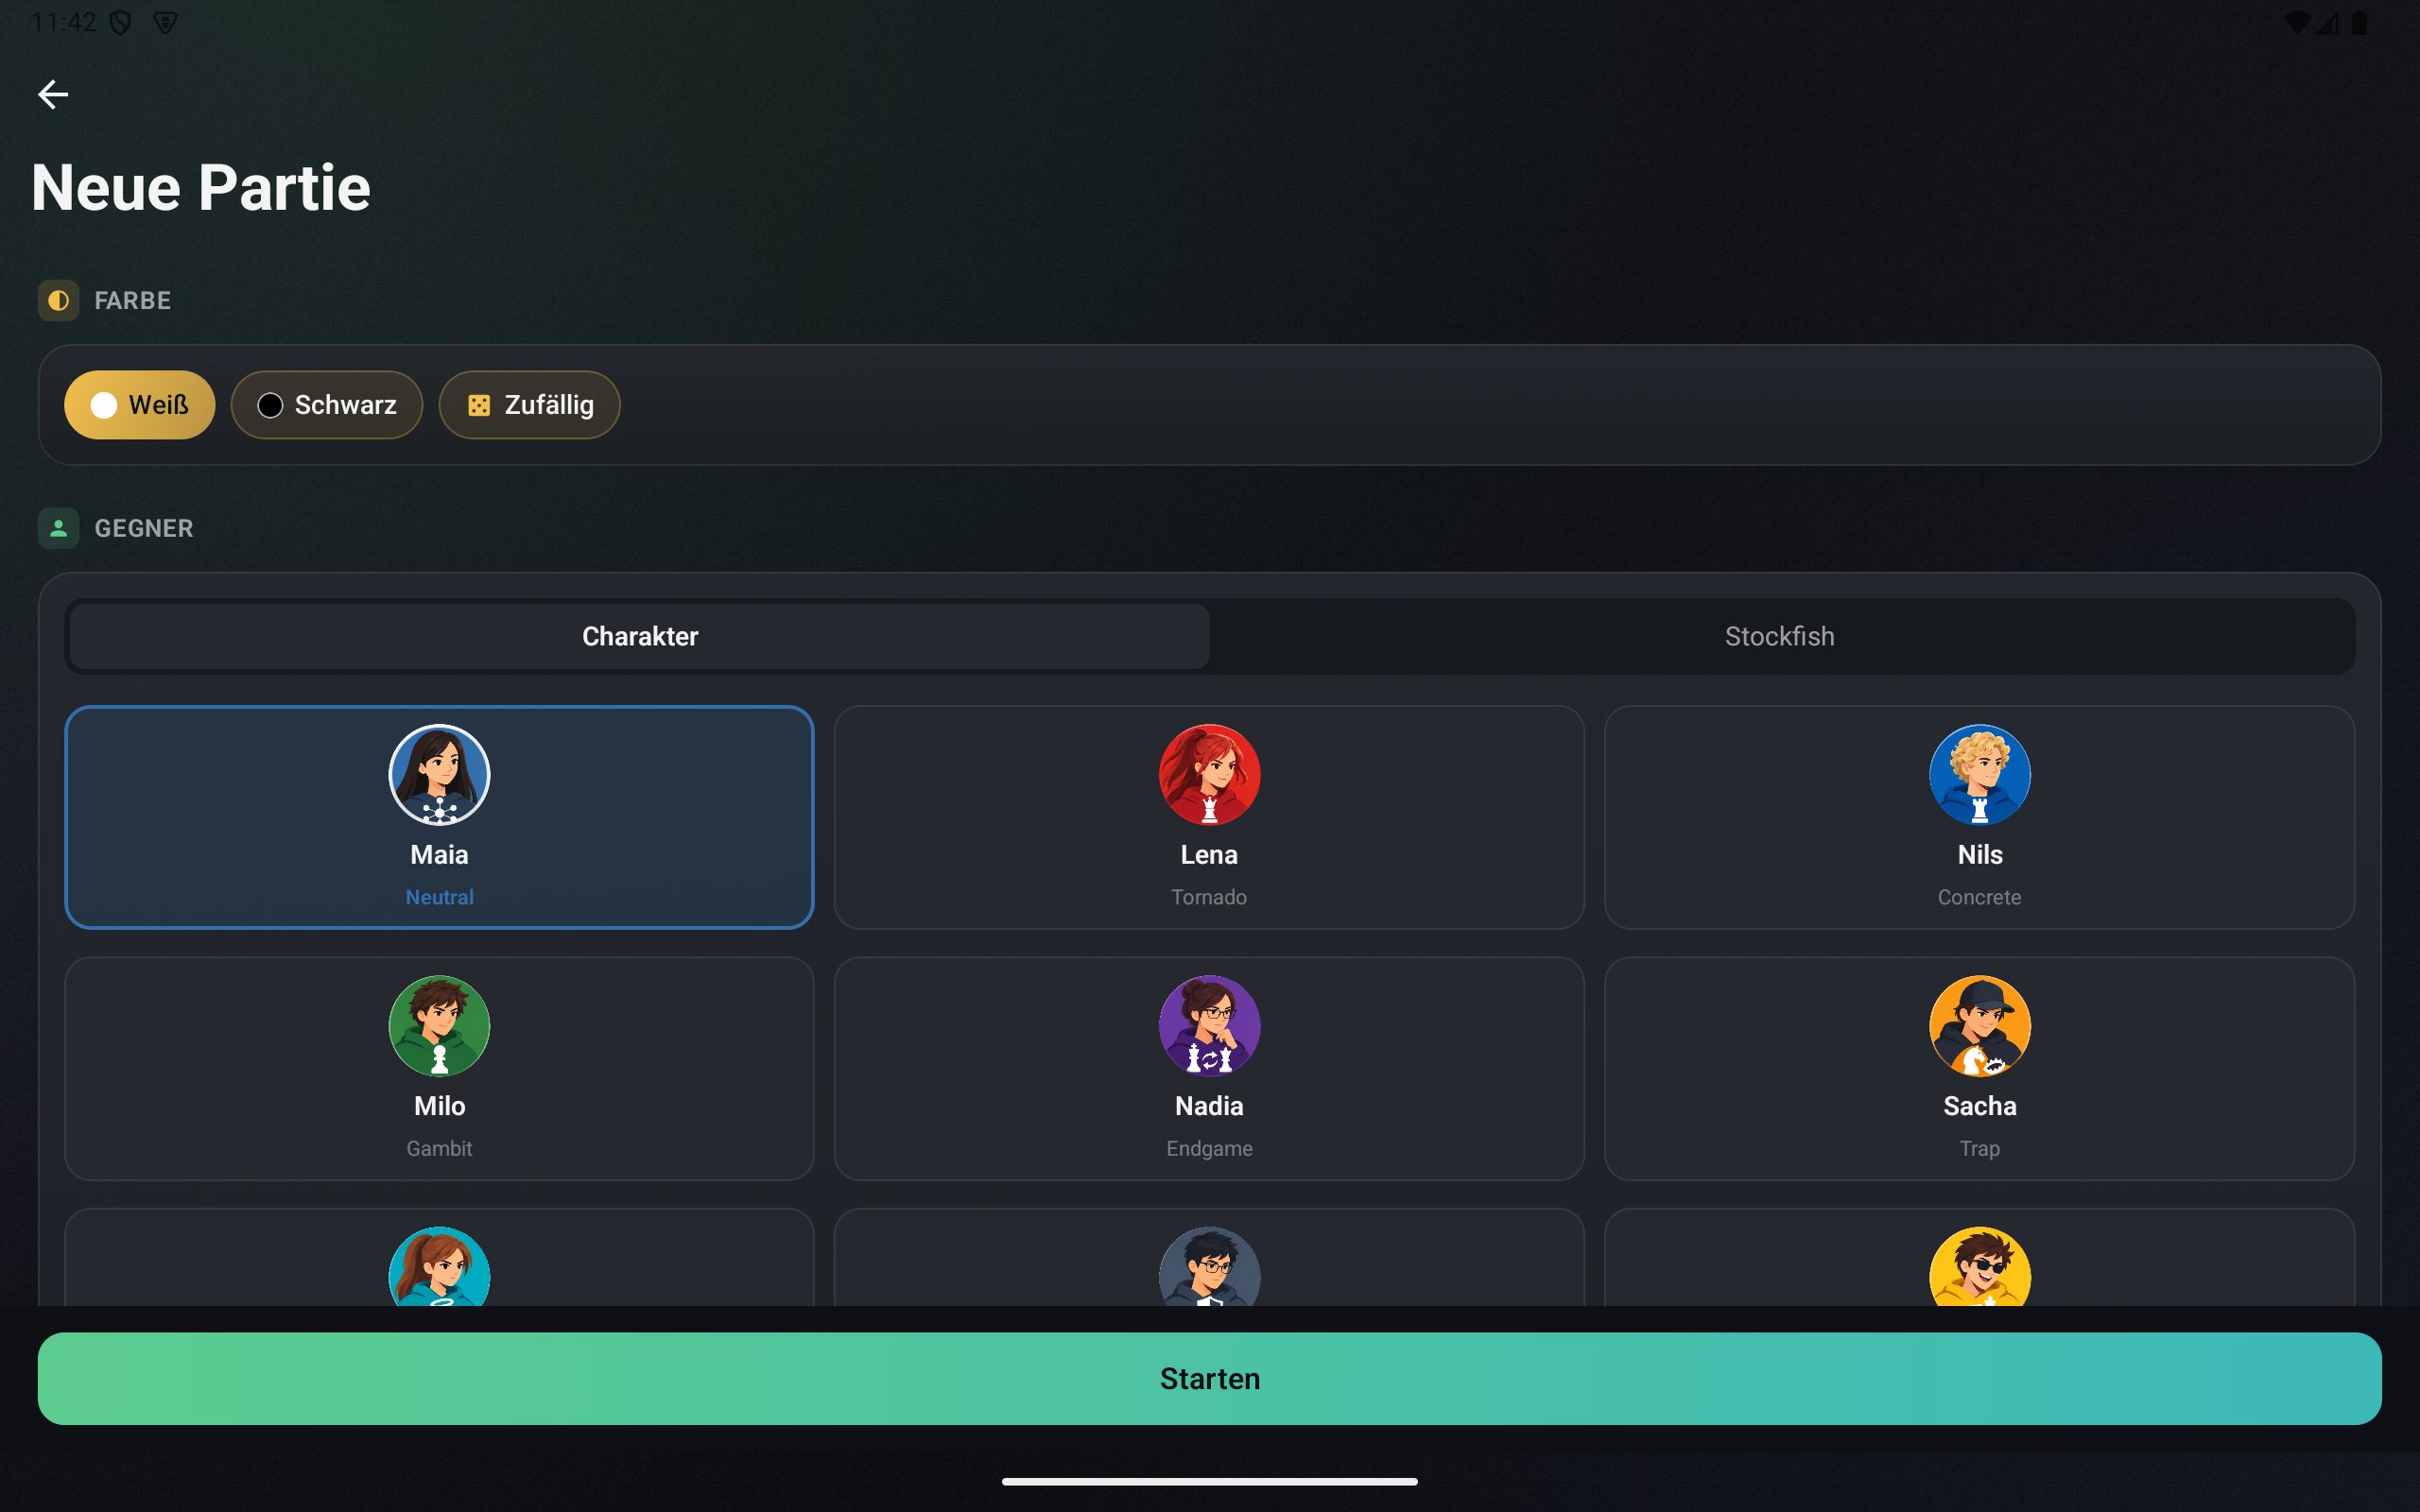 11:42
Neue Partie
FARBE
Weiß Schwarz Zufällig
GEGNER
Charakter Stockfish
Maia Lena Nils
Neutral Tornado Concrete
Milo Nadia Sacha
Gambit Endgame Trap
Starten